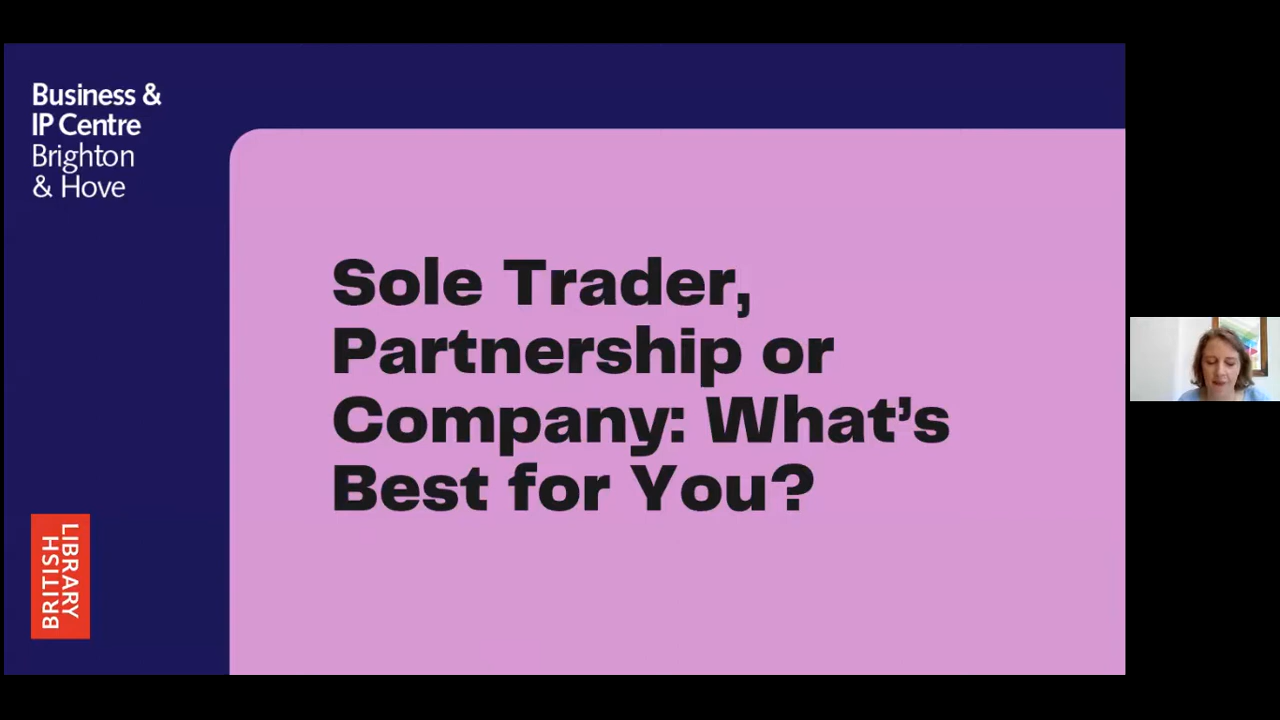 Business &
IP Centre
Brighton
& Hove
Sole Trader,
Partnership or
Company: What’s
Best for You?
BRITISH
LIBRARY